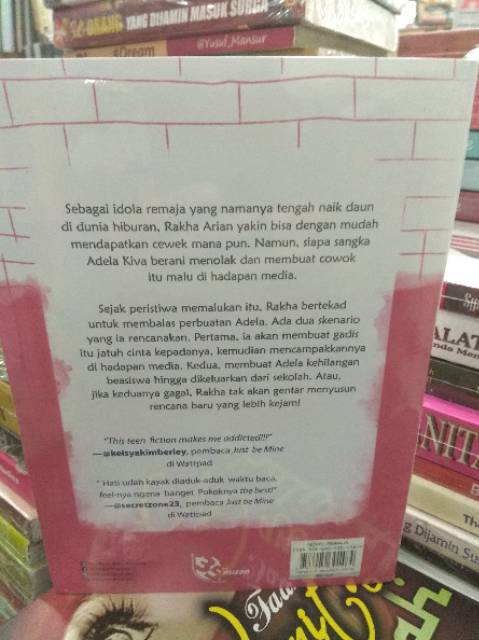 ORANG YANG DIJAMIN MASUK SURGA
#Dream
@Yusuf_Mansur
Sebagai idola remaja yang namanya tengah naik daun
di dunia hiburan, Rakha Arian yakin bisa dengan mudah
mendapatkan cewek mana pun. Namun, siapa sangka
Adela Kiva berani menolak dan membuat cowok
itu malu di hadapan media.
Sejak peristiwa memalukan itu, Rakha bertekad
untuk membalas perbuatan Adela. Ada dua skenario
yang ia rencanakan. Pertama, ia akan membuat gadis
itu jatuh cinta kepadanya, kemudian mencampakkannya
di hadapan media. Kedua, membuat Adela kehilangan
beasiswa hingga dikeluarkan dari sekolah. Atau,
jika keduanya gagal, Rakha tak akan gentar menyusun
rencana baru yang lebih kejam!
"This teen fiction makes me addicted!!!"
—@keisyakimberley, pembaca Just be Mine
di Wattpad
" Hati udah kayak diaduk-aduk waktu baca,
feel-nya ngena banget. Pokoknya the best!"
—@secretzone23, pembaca Just be Mine
di Wattpad